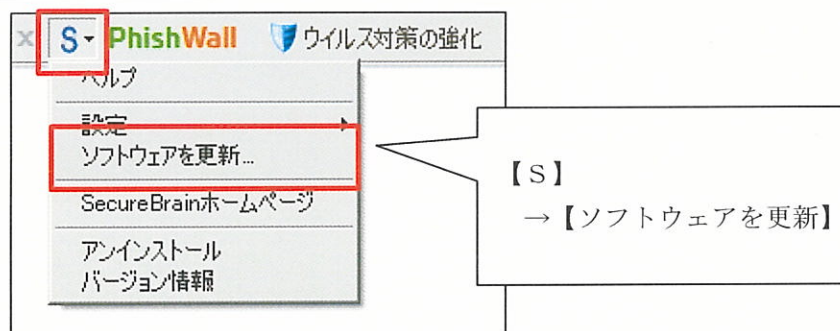 S PhishWall ウイルス対策の強化
ヘルプ
設定
ソフトウェアを更新...
SecureBrainホームページ
アンインストール
バージョン情報
【S】
→【ソフトウェアを更新】